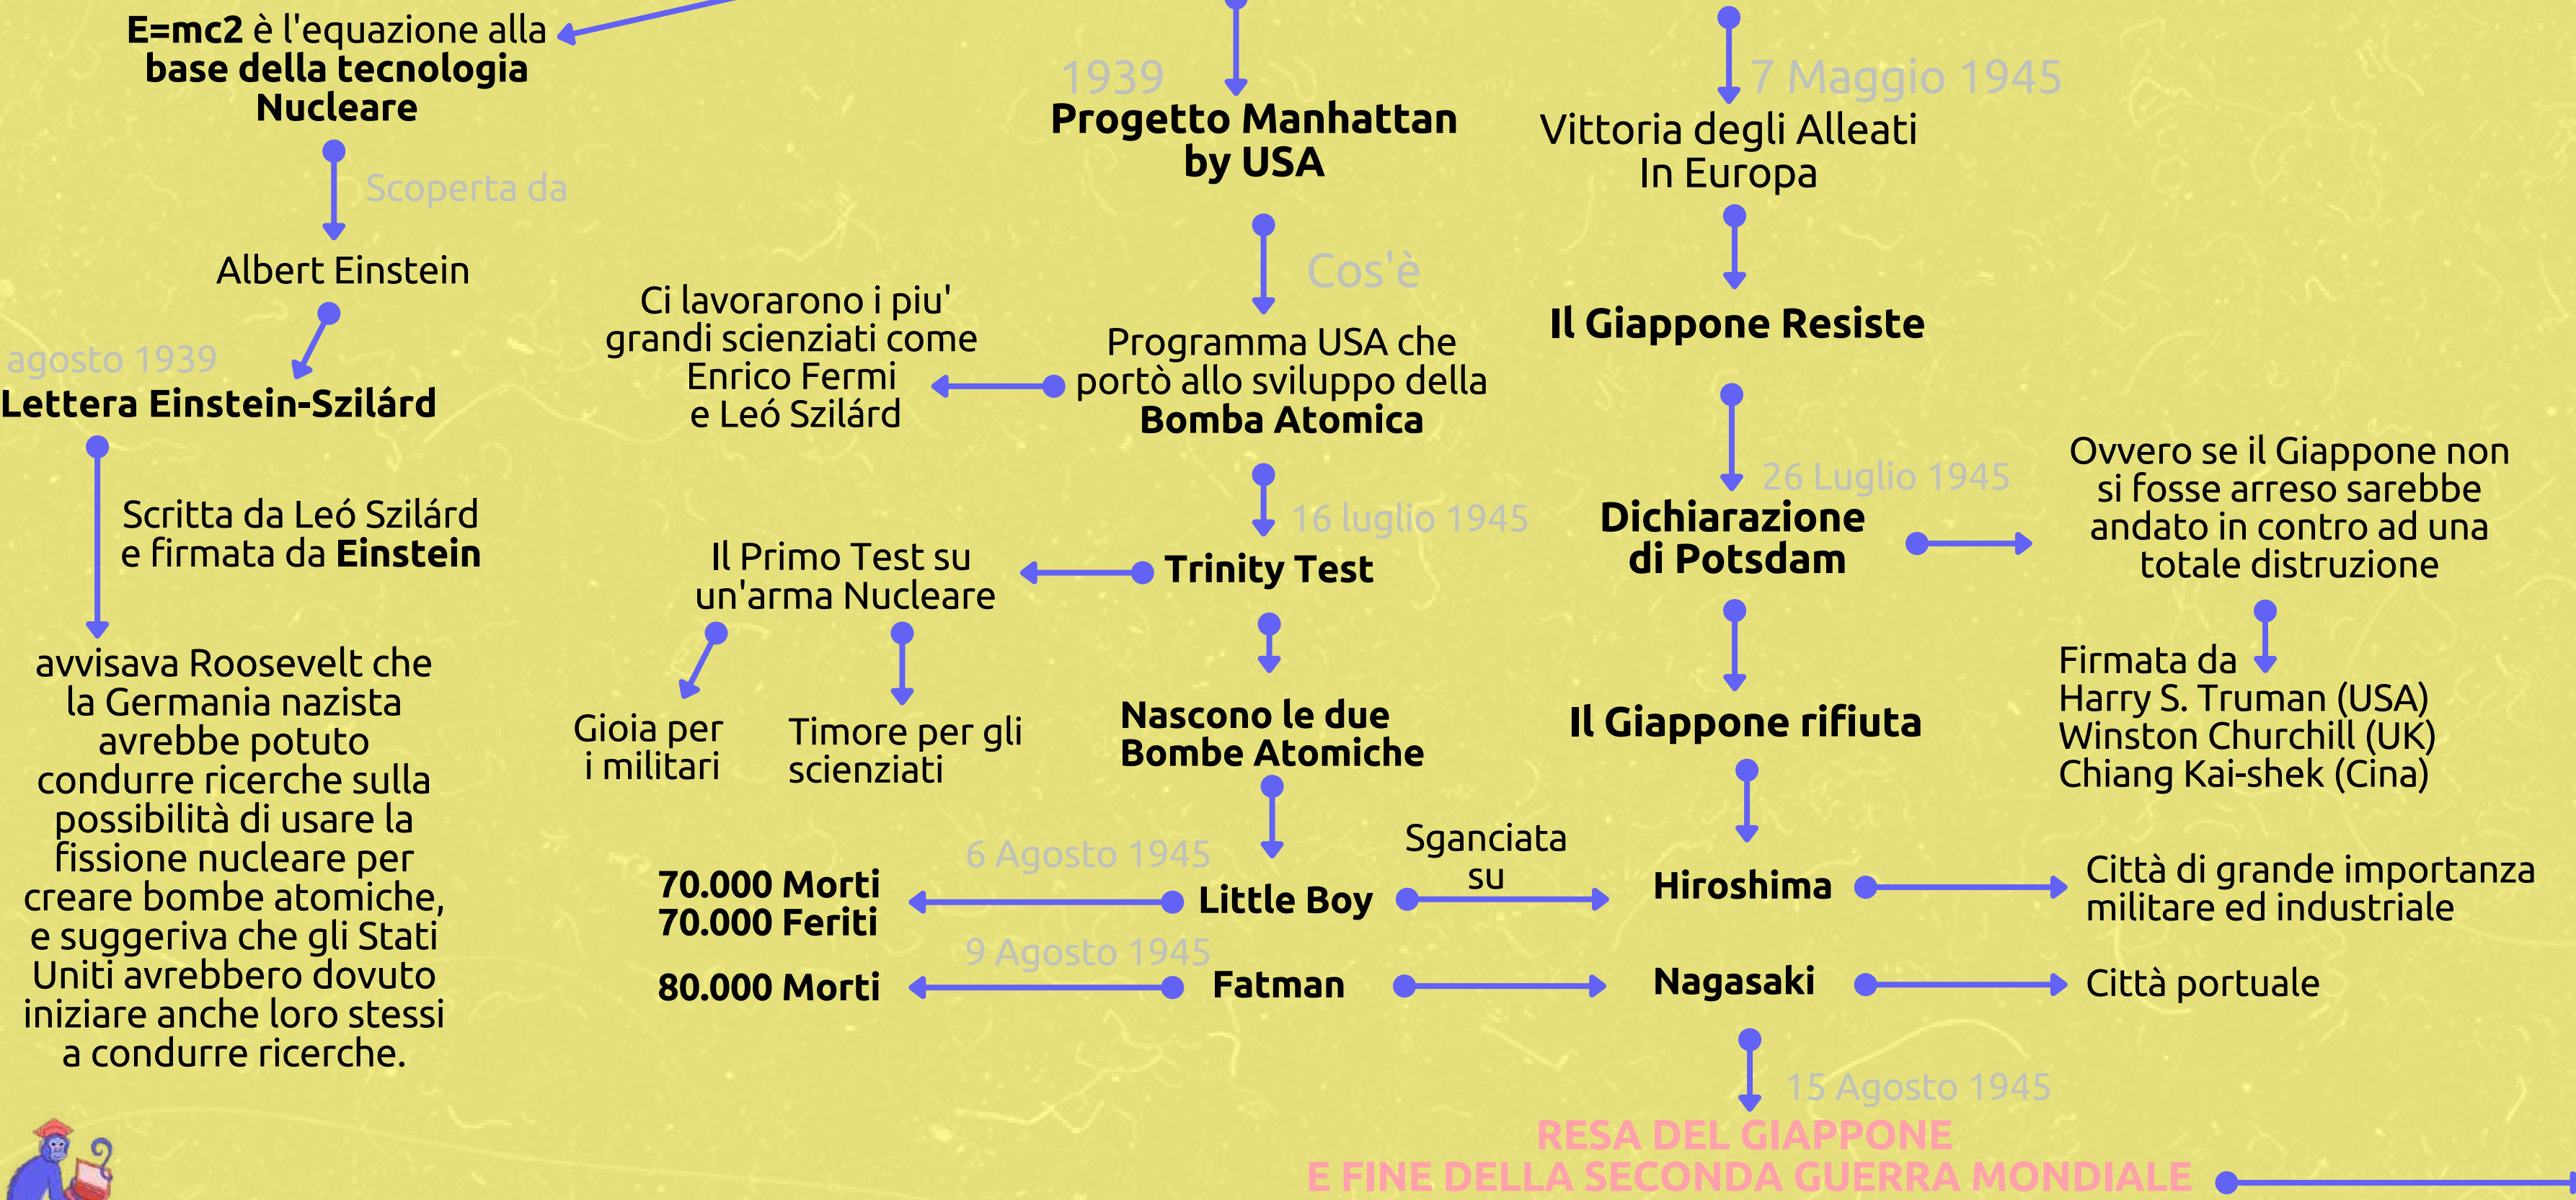 E=mc2 è l'equazione alla
base della tecnologia
Nucleare
Scoperta da
Albert Einstein
agosto 1939
Lettera Einstein-Szilárd
Scritta da Leó Szilárd
e firmata da Einstein
avvisava Roosevelt che
la Germania nazista
avrebbe potuto
condurre ricerche sulla
possibilità di usare la
fissione nucleare per
creare bombe atomiche,
e suggeriva che gli Stati
Uniti avrebbero dovuto
iniziare anche loro stessi
a condurre ricerche.
1939
Progetto Manhattan
by USA
Cos'è
Programma USA che
portò allo sviluppo della
Bomba Atomica
Ci lavorarono i piu'
grandi scienziati come
Enrico Fermi
e Leó Szilárd
16 luglio 1945
Trinity Test
Il Primo Test su
un'arma Nucleare
Gioia per
i militari
Timore per gli
scienziati
Nascono le due
Bombe Atomiche
6 Agosto 1945
Little Boy
70.000 Morti
70.000 Feriti
9 Agosto 1945
Fatman
80.000 Morti
Sganciata
su
7 Maggio 1945
Vittoria degli Alleati
In Europa
Il Giappone Resiste
26 Luglio 1945
Dichiarazione
di Potsdam
Ovvero se il Giappone non
si fosse arreso sarebbe
andato in contro ad una
totale distruzione
Firmata da
Harry S. Truman (USA)
Winston Churchill (UK)
Chiang Kai-shek (Cina)
Il Giappone rifiuta
Hiroshima
Città di grande importanza
militare ed industriale
Nagasaki
Città portuale
15 Agosto 1945
RESA DEL GIAPPONE
E FINE DELLA SECONDA GUERRA MONDIALE